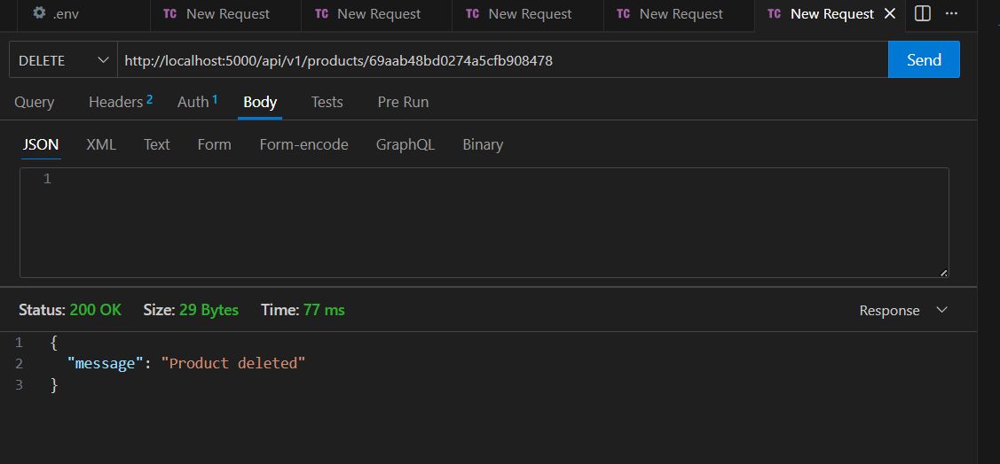 .env TC New Request TC New Request TC New Request TC New Request TC New Request
DELETE http://localhost:5000/api/v1/products/69aab48bd0274a5cfb908478 Send
Query Headers 2 Auth 1 Body Tests Pre Run
JSON XML Text Form Form-encode GraphQL Binary
1
Status: 200 OK Size: 29 Bytes Time: 77 ms Response
1 {
2 "message": "Product deleted"
3 }